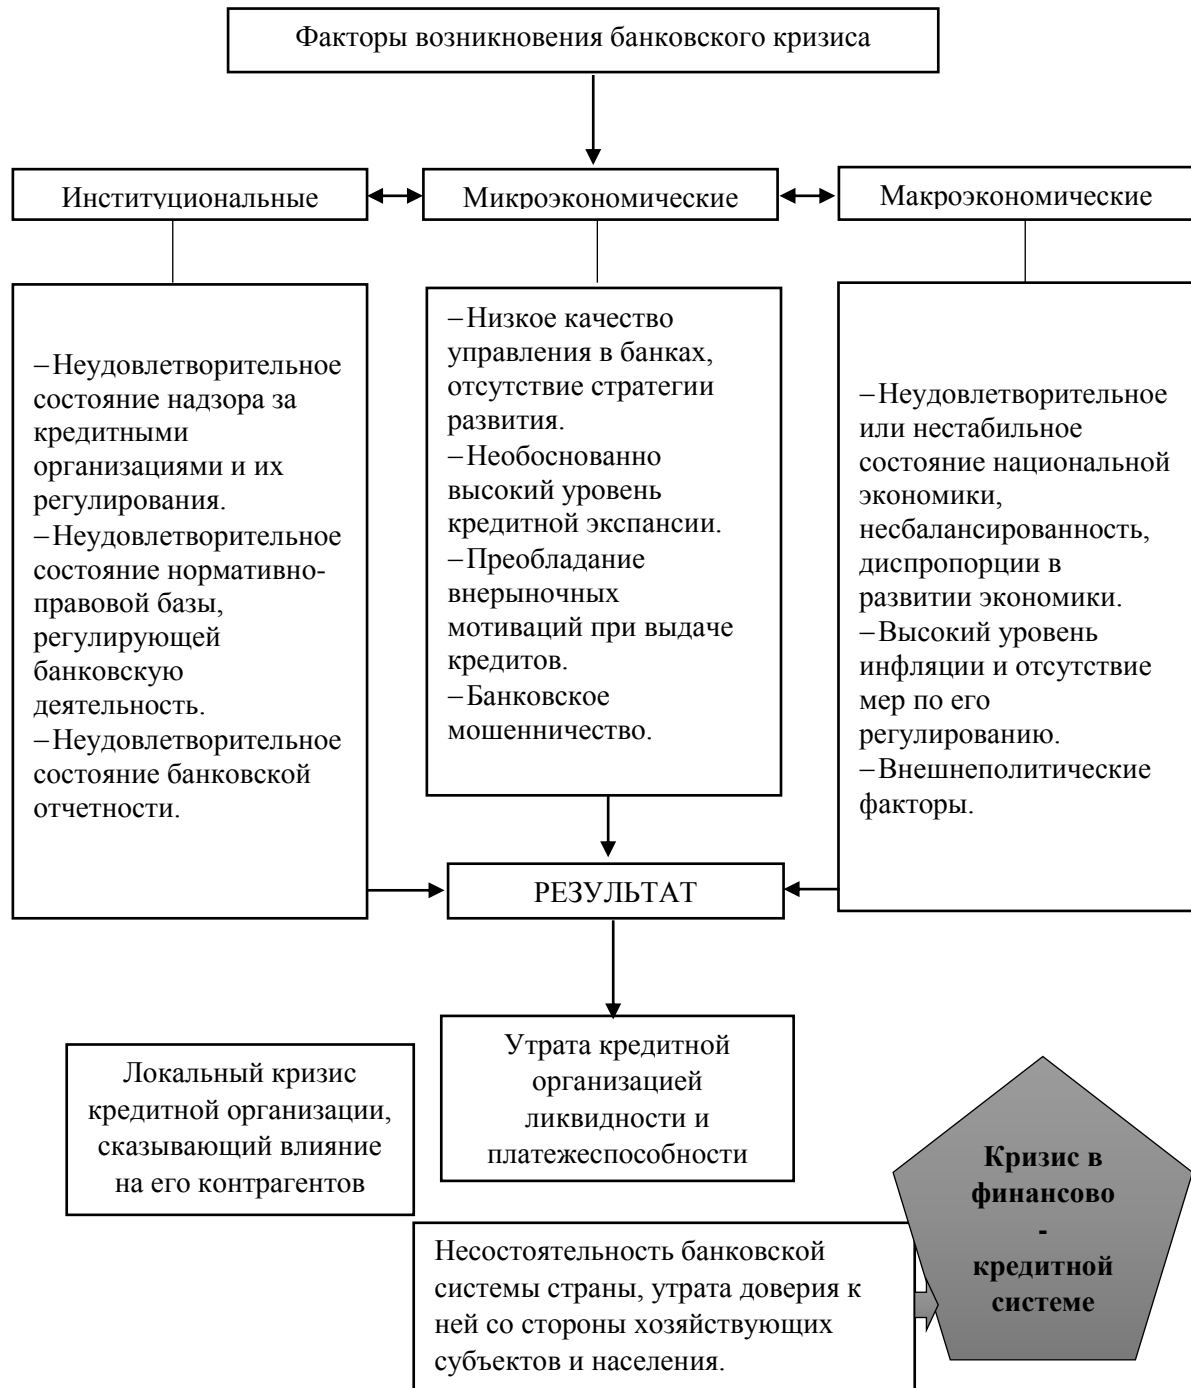 Факторы возникновения банковского кризиса
Институциональные
Микроэкономические
Макроэкономические
–Неудовлетворительное
состояние надзора за
кредитными
организациями и их
регулирования.
–Неудовлетворительное
состояние нормативно-
правовой базы,
регулирующей
банковскую
деятельность.
–Неудовлетворительное
состояние банковской
отчетности.
–Низкое качество
управления в банках,
отсутствие стратегии
развития.
–Необоснованно
высокий уровень
кредитной экспансии.
–Преобладание
внерыночных
мотиваций при выдаче
кредитов.
–Банковское
мошенничество.
–Неудовлетворительное
или нестабильное
состояние национальной
экономики,
несбалансированность,
диспропорции в
развитии экономики.
–Высокий уровень
инфляции и отсутствие
мер по его
регулированию.
–Внешнеполитические
факторы.
РЕЗУЛЬТАТ
Локальный кризис
кредитной организации,
сказывающий влияние
на его контрагентов
Утрата кредитной
организацией
ликвидности и
платежеспособности
Несостоятельность банковской
системы страны, утрата доверия к
ней со стороны хозяйствующих
субъектов и населения.
Кризис в
финансово
-
кредитной
системе